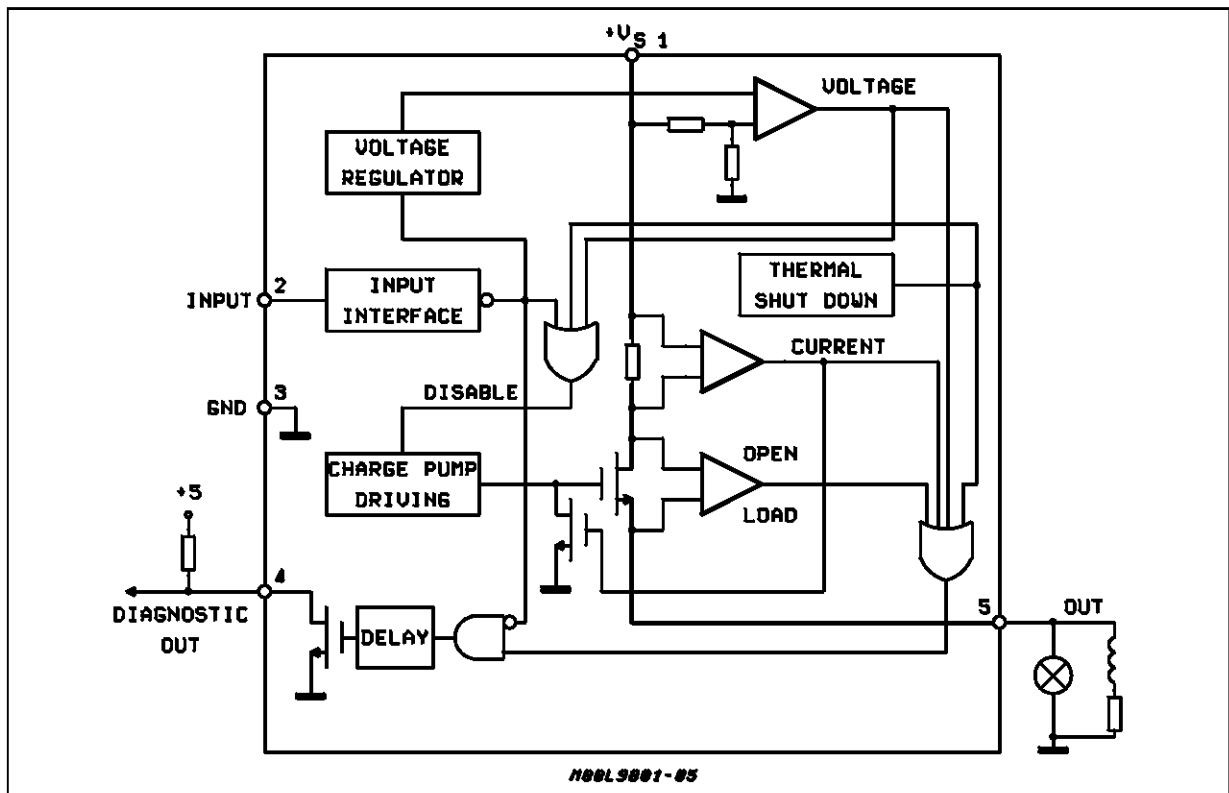 +VS 1
VOLTAGE
VOLTAGE
REGULATOR
THERMAL
SHUT DOWN
2
INPUT
INPUT
INTERFACE
CURRENT
3
GND
DISABLE
CHARGE PUMP
DRIVING
OPEN
LOAD
+5
4
DIAGNOSTIC
OUT
DELAY
5
OUT
M88L9801-05